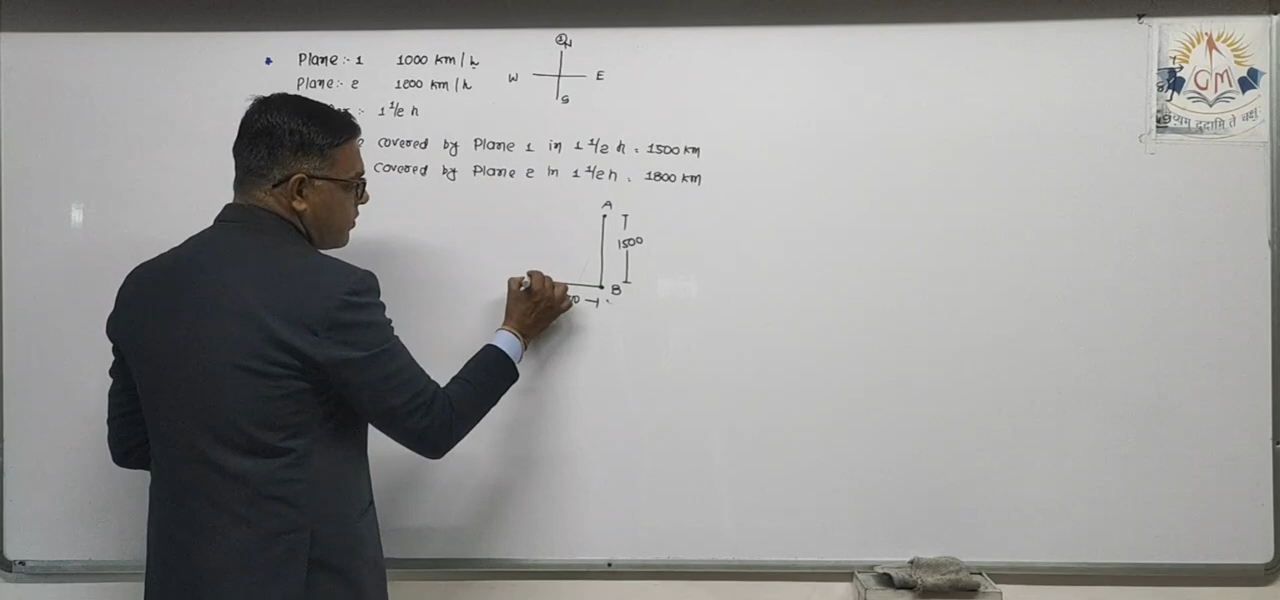 Plane:- 1 1000 km/h
Plane:- 2 1200 km/h
1 1/2 h
covered by Plane 1 in 1 1/2 h = 1500 km
covered by Plane 2 in 1 1/2 h = 1800 km
N
W E
S
A
1500
B
GM